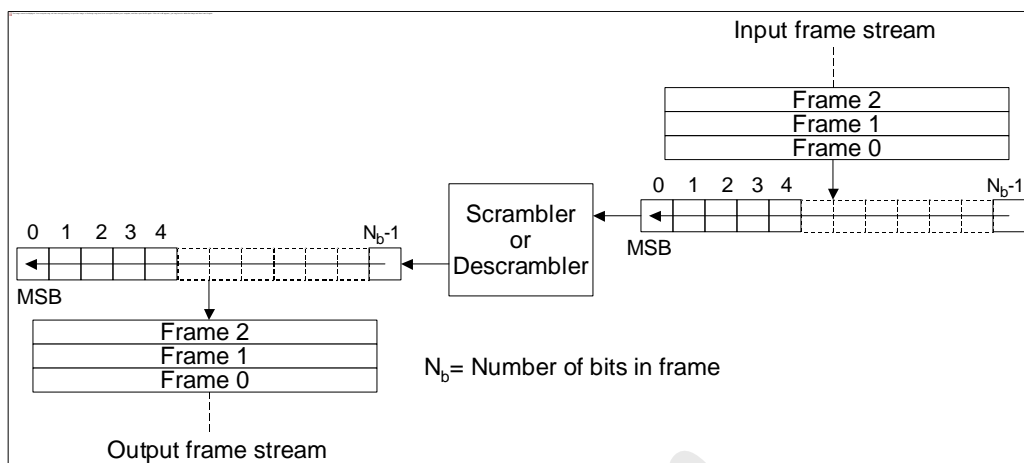 Input frame stream
Frame 2
Frame 1
Frame 0
0 1 2 3 4 Nb-1
MSB
Scrambler
or
Descrambler
0 1 2 3 4 Nb-1
MSB
Frame 2
Frame 1
Frame 0
Nb= Number of bits in frame
Output frame stream